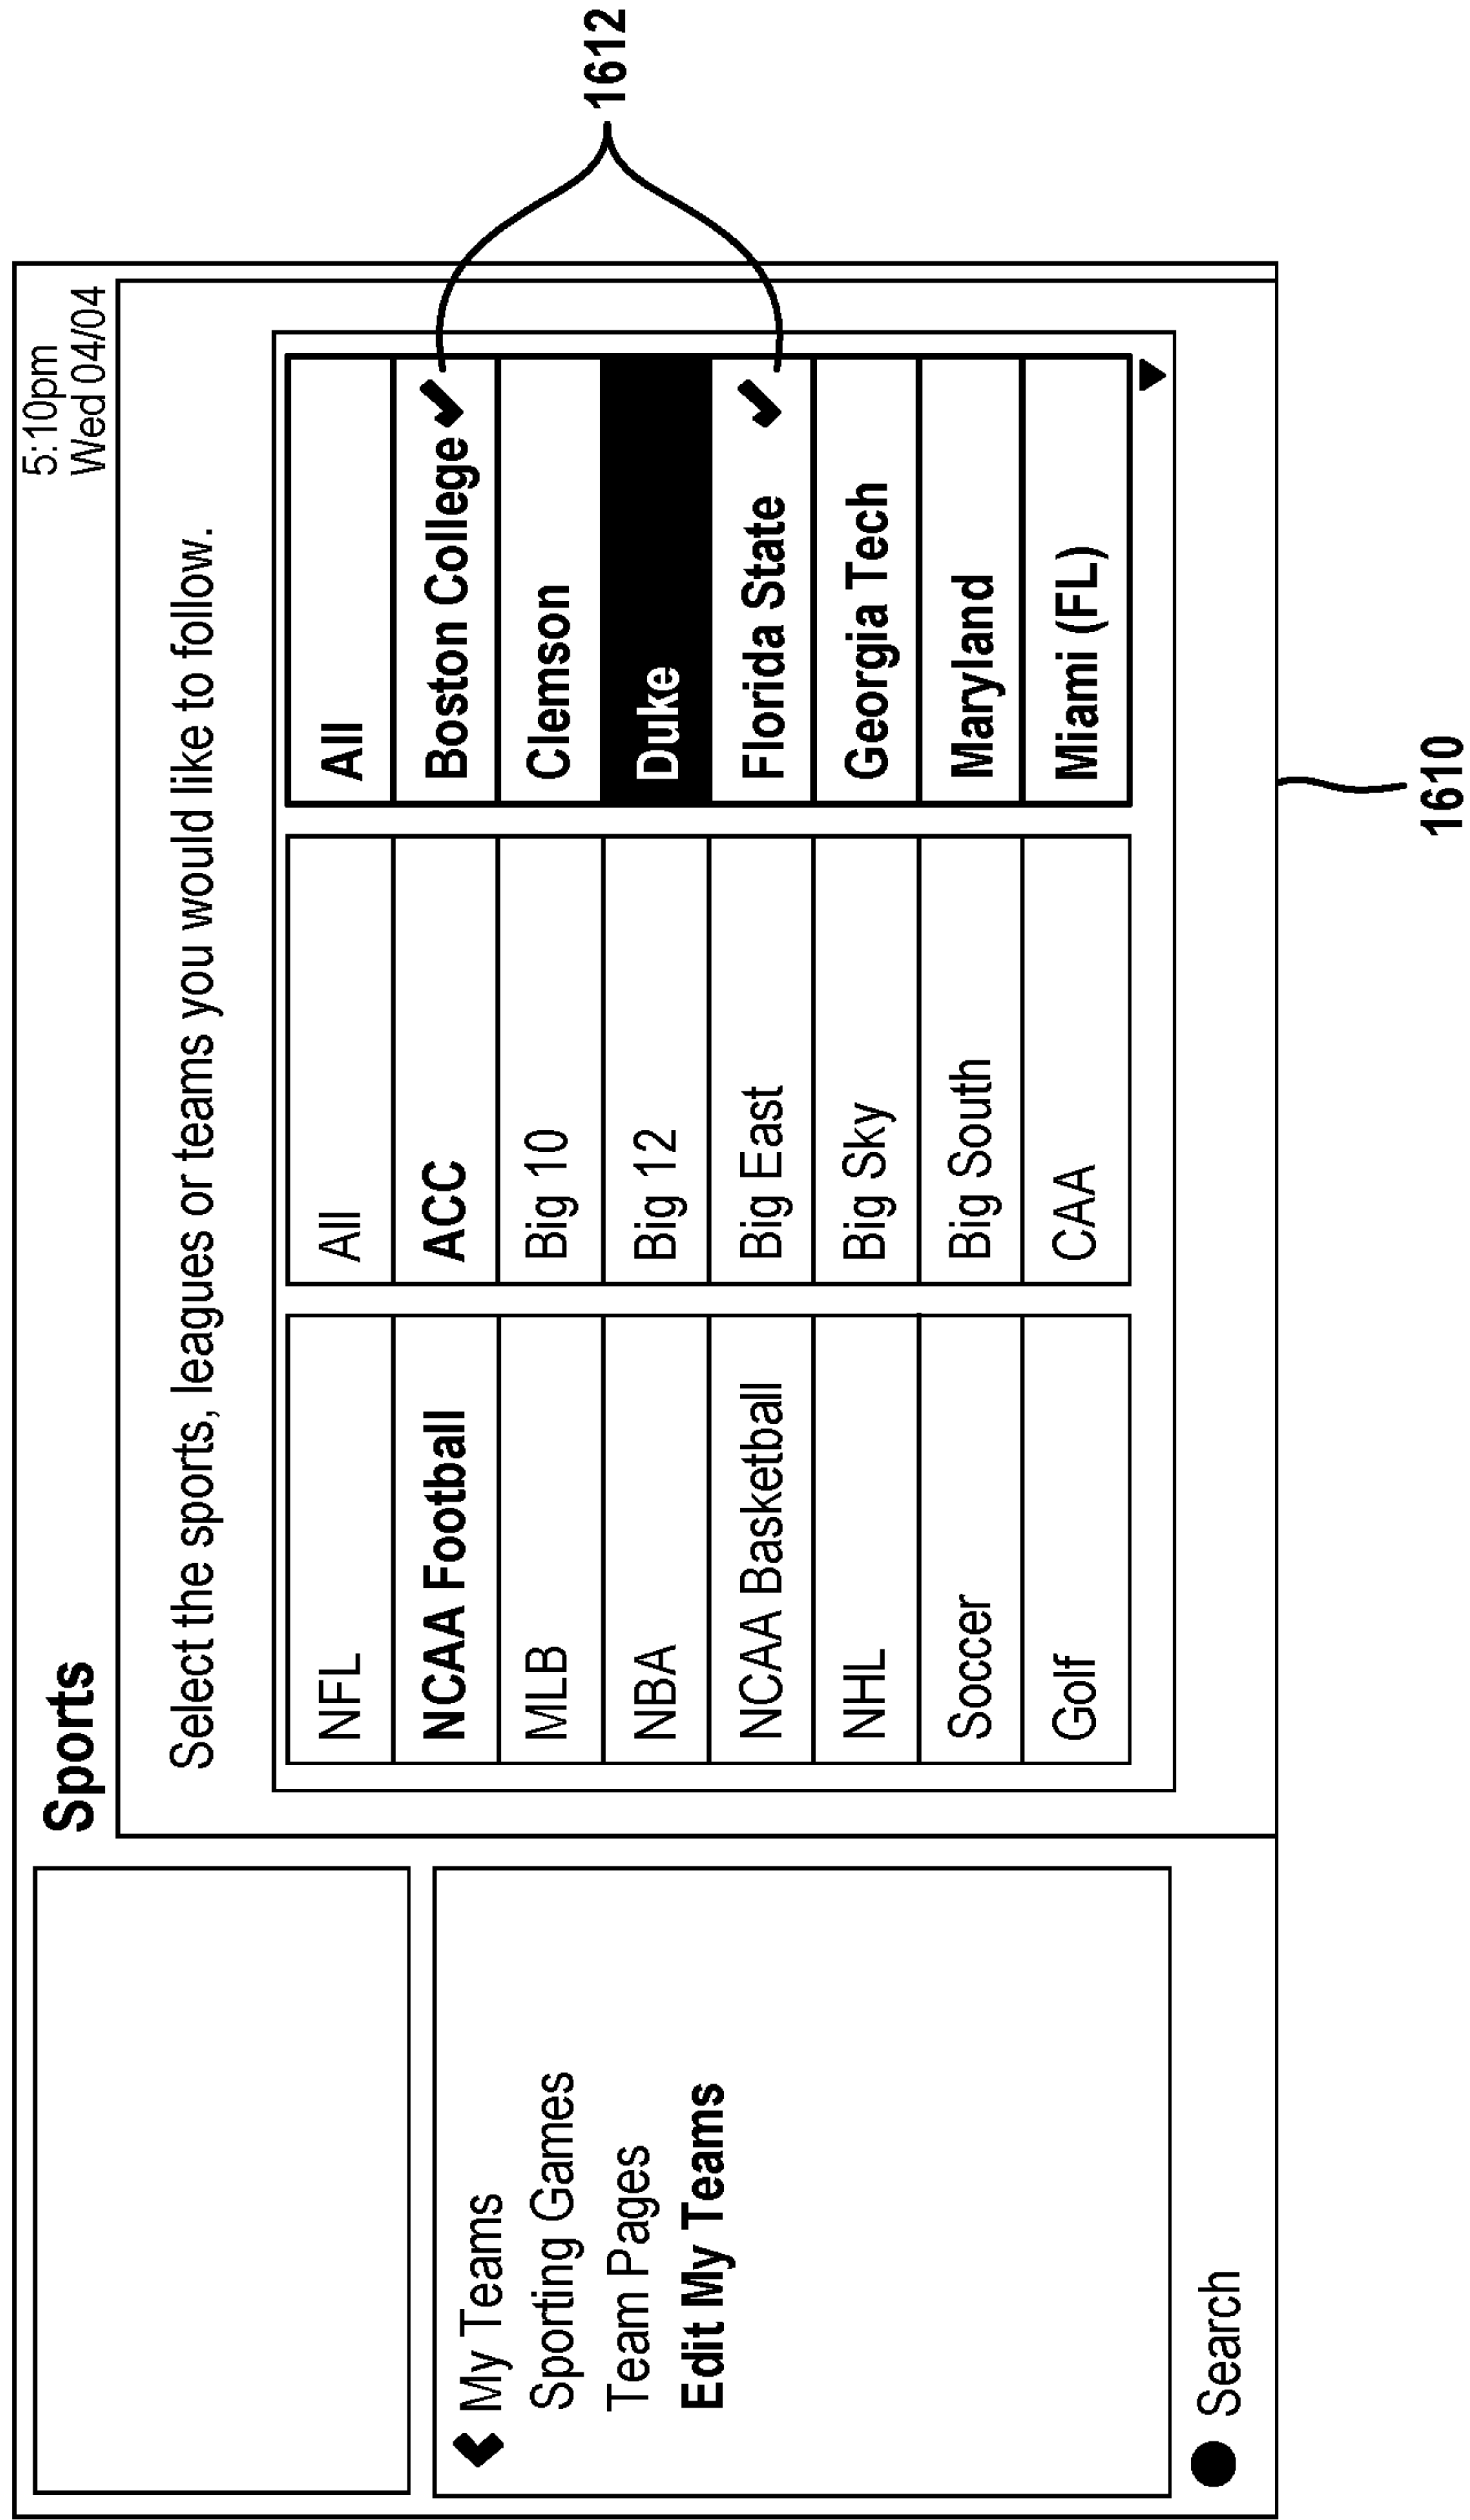 Sports
5:10pm
Wed 04/04
My Teams
Sporting Games
Team Pages
Edit My Teams
Search
Select the sports, leagues or teams you would like to follow.
NFL
NCAA Football
MLB
NBA
NCAA Basketball
NHL
Soccer
Golf
All
ACC
Big 10
Big 12
Big East
Big Sky
Big South
CAA
All
Boston College
Clemson
Duke
Florida State
Georgia Tech
Maryland
Miami (FL)
1612
1610